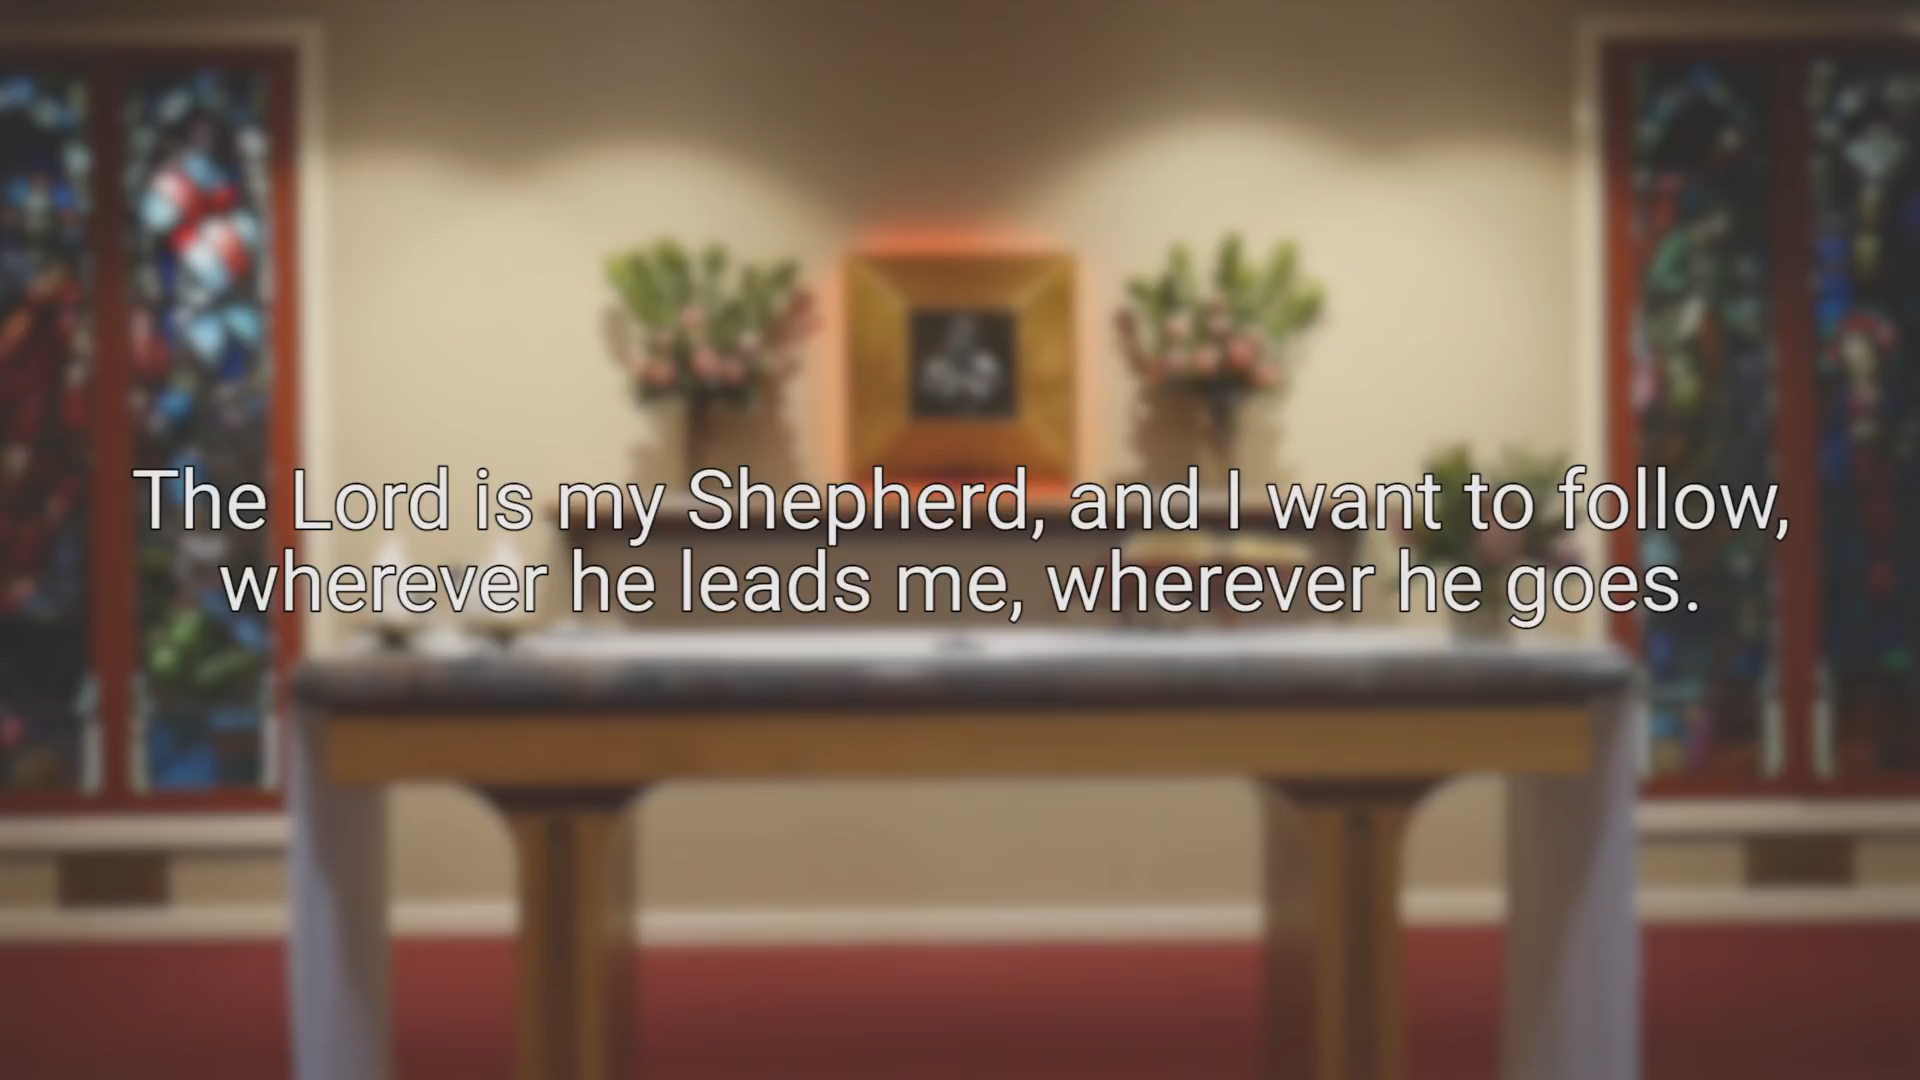 The Lord is my Shepherd, and I want to follow,
wherever he leads me, wherever he goes.